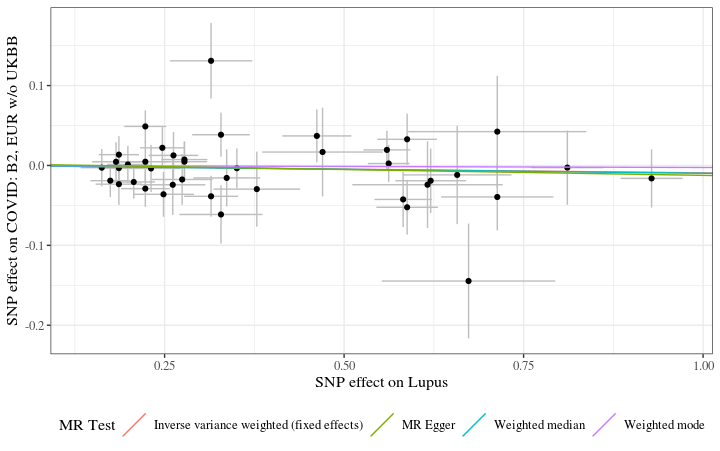 SNP effect on COVID: B2, EUR w/o UKBB
0.1
0.0
-0.1
-0.2
0.25 0.50 0.75 1.00
SNP effect on Lupus
MR Test Inverse variance weighted (fixed effects) MR Egger Weighted median Weighted mode